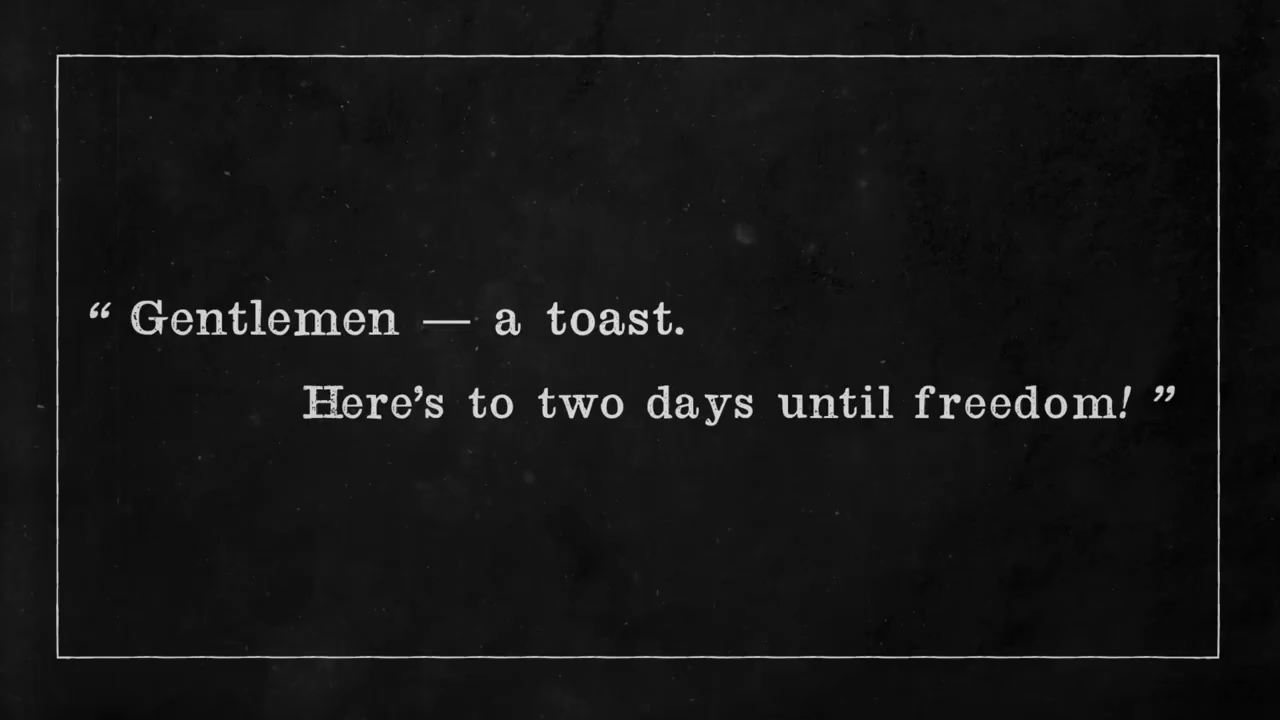 “ Gentlemen — a toast.
Here’s to two days until freedom! ”